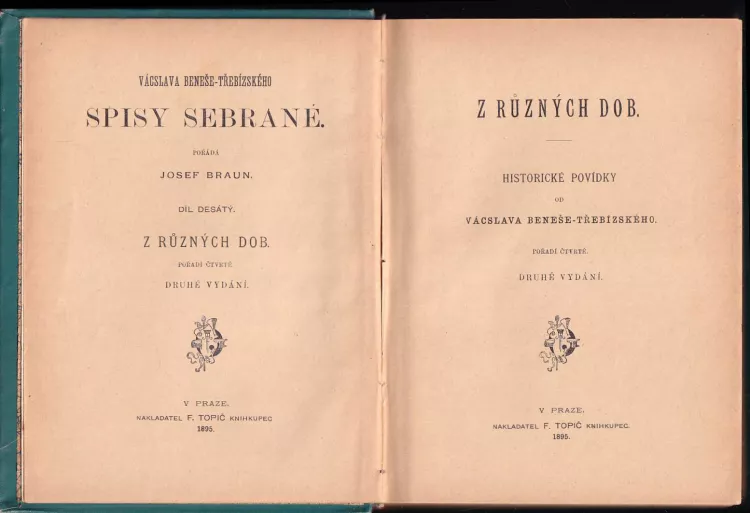 VÁCSLAVA BENEŠE-TŘEBÍZSKÉHO
SPISY SEBRANÉ.
POŘÁDÁ
JOSEF BRAUN.
DÍL DESÁTÝ.
Z RŮZNÝCH DOB.
POŘADÍ ČTVRTÉ.
DRUHÉ VYDÁNÍ.
V PRAZE.
NAKLADATEL F. TOPIČ KNIHKUPEC
1895.
Z RŮZNÝCH DOB.
HISTORICKÉ POVÍDKY
OD
VÁCSLAVA BENEŠE-TŘEBÍZSKÉHO.
POŘADÍ ČTVRTÉ.
DRUHÉ VYDÁNÍ.
V PRAZE.
NAKLADATEL F. TOPIČ KNIHKUPEC.
1895.